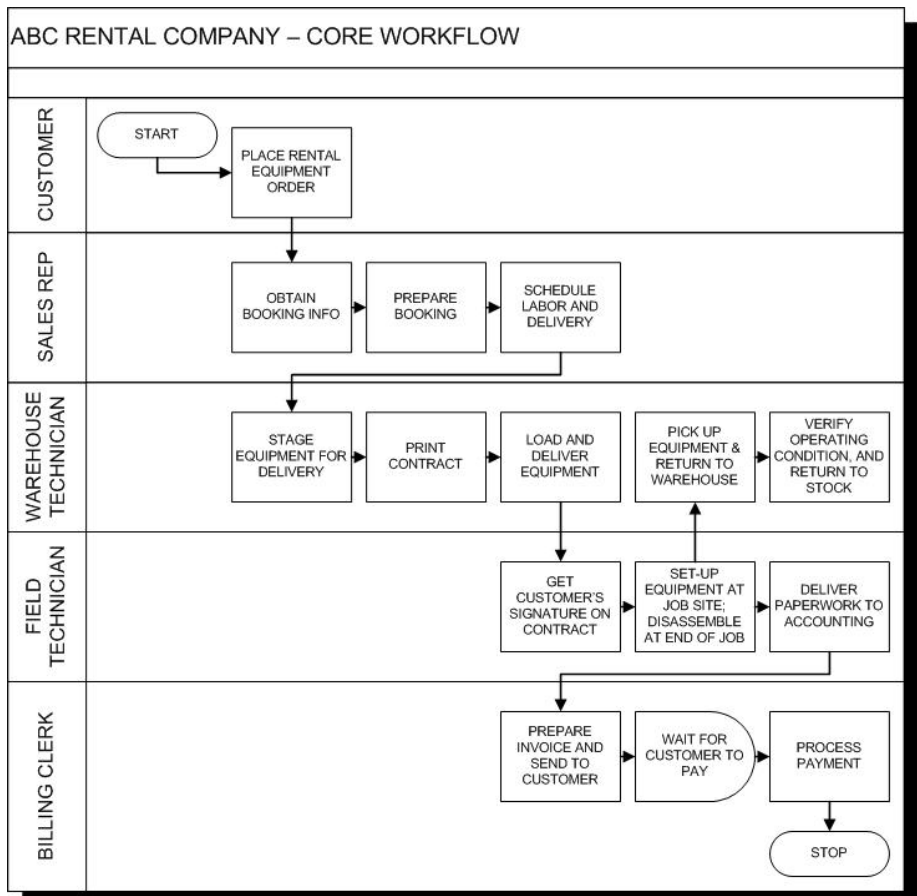 ABC RENTAL COMPANY – CORE WORKFLOW
CUSTOMER
START
PLACE RENTAL
EQUIPMENT
ORDER
SALES REP
OBTAIN
BOOKING INFO
PREPARE
BOOKING
SCHEDULE
LABOR AND
DELIVERY
WAREHOUSE
TECHNICIAN
STAGE
EQUIPMENT FOR
DELIVERY
PRINT
CONTRACT
LOAD AND
DELIVER
EQUIPMENT
PICK UP
EQUIPMENT &
RETURN TO
WAREHOUSE
VERIFY
OPERATING
CONDITION, AND
RETURN TO
STOCK
FIELD
TECHNICIAN
GET
CUSTOMER'S
SIGNATURE ON
CONTRACT
SET-UP
EQUIPMENT AT
JOB SITE;
DISASSEMBLE
AT END OF JOB
DELIVER
PAPERWORK TO
ACCOUNTING
BILLING CLERK
PREPARE
INVOICE AND
SEND TO
CUSTOMER
WAIT FOR
CUSTOMER TO
PAY
PROCESS
PAYMENT
STOP